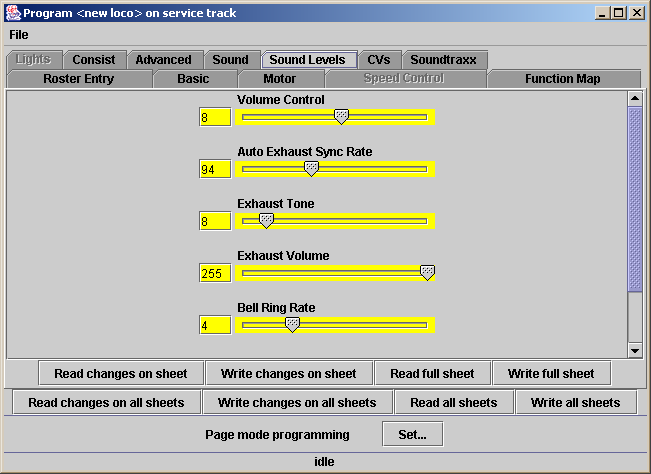 Program <new loco> on service track
File
Lights Consist Advanced Sound Sound Levels CVs Soundtraxx
Roster Entry Basic Motor Speed Control Function Map
Volume Control
8
Auto Exhaust Sync Rate
94
Exhaust Tone
8
Exhaust Volume
255
Bell Ring Rate
4
Read changes on sheet Write changes on sheet Read full sheet Write full sheet
Read changes on all sheets Write changes on all sheets Read all sheets Write all sheets
Page mode programming Set...
idle